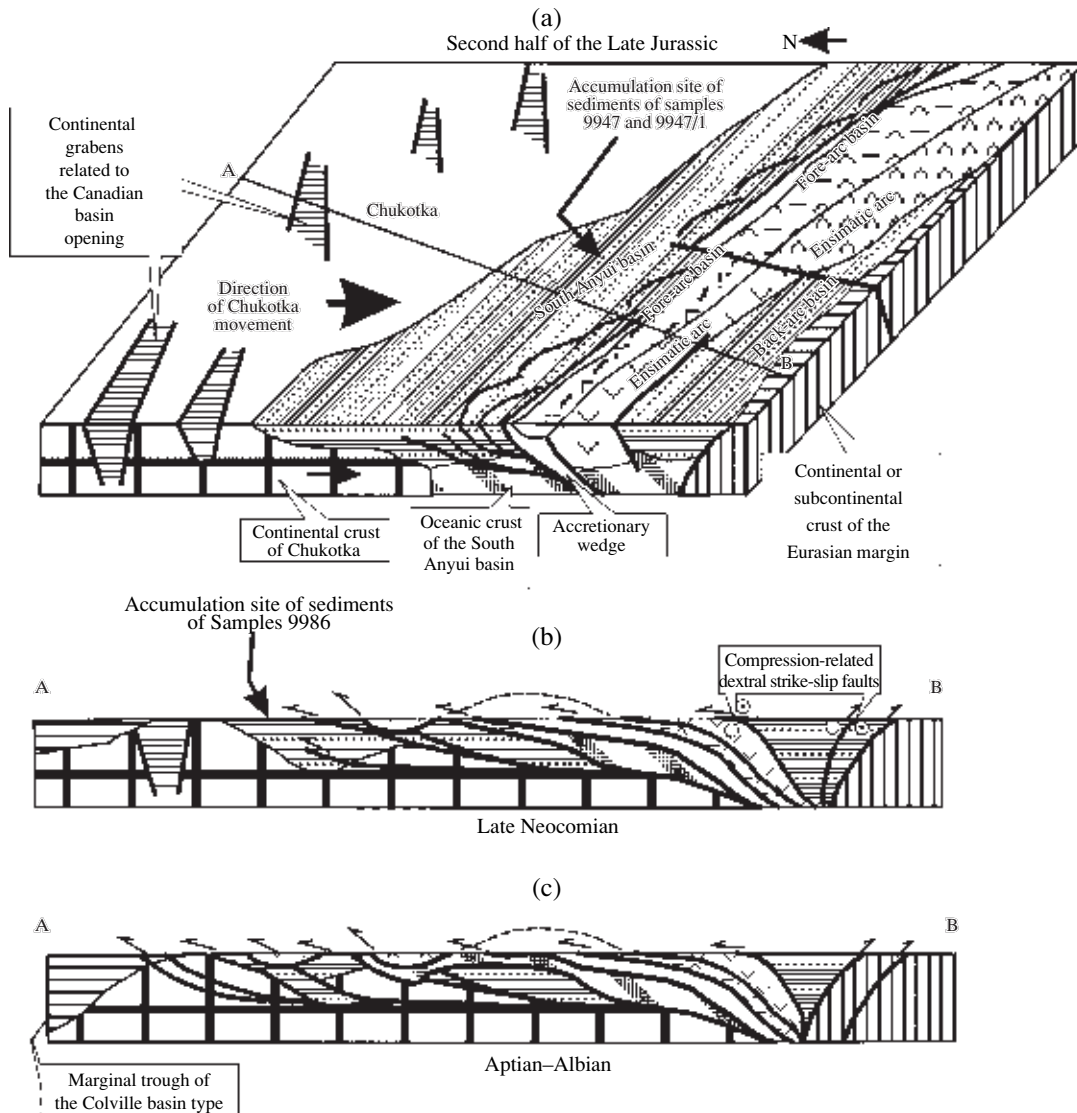 (a)
Second half of the Late Jurassic
N
Accumulation site of
sediments of samples
9947 and 9947/1
Continental
grabens
related to
the Canadian
basin
opening
A
Chukotka
Fore-arc basin
Ensimatic arc
South Anyui basin
Fore-arc basin
Ensimatic arc
Back-arc basin
B
Direction
of Chukotka
movement
Continental crust
of Chukotka
Oceanic crust
of the South
Anyui basin
Accretionary
wedge
Continental or
subcontinental
crust of the
Eurasian margin
Accumulation site of sediments
of Samples 9986
(b)
Compression-related
dextral strike-slip faults
A
B
Late Neocomian
(c)
A
B
Aptian–Albian
Marginal trough of
the Colville basin type